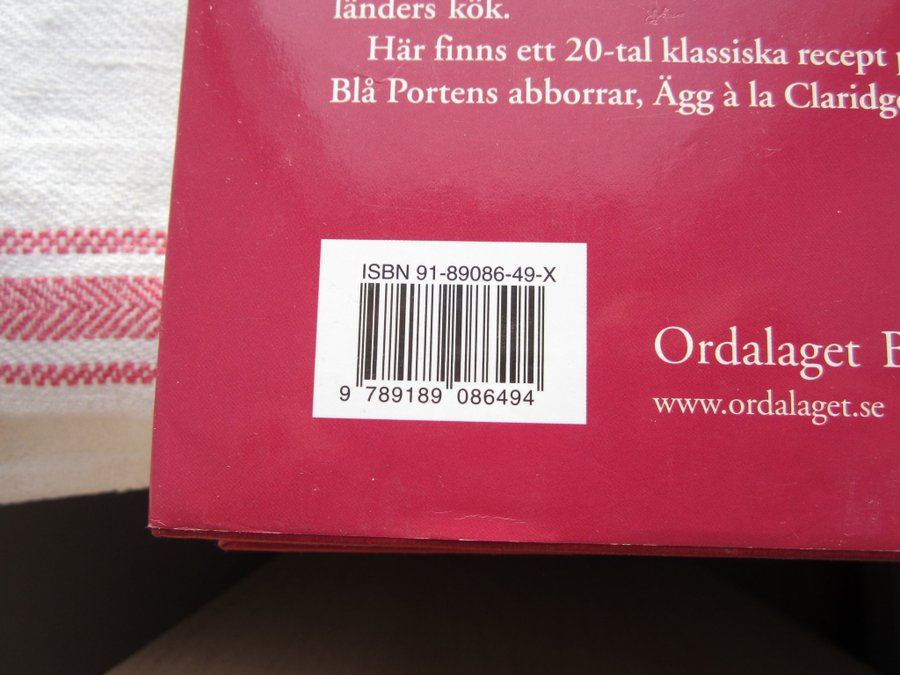 länders kök.
Här finns ett 20-tal klassiska recept
Blå Portens abborrar, Ägg à la Claridge
ISBN 91-89086-49-X
9 789189 086494
Ordalaget
www.ordalaget.se